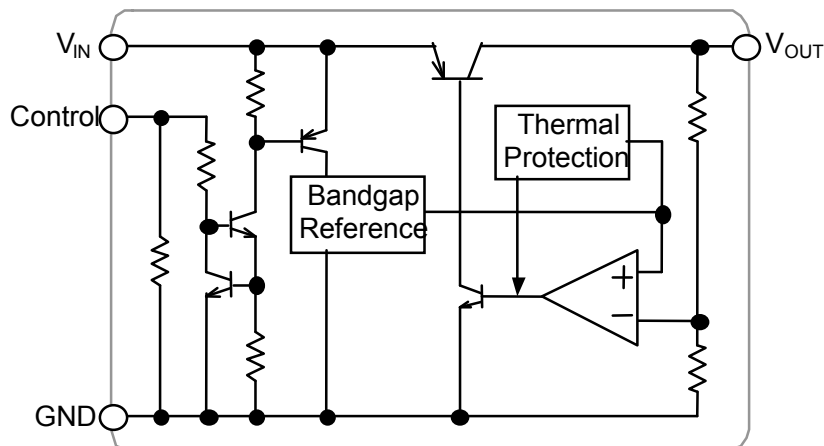 VIN
VOUT
Control
Thermal
Protection
Bandgap
Reference
+
−
GND